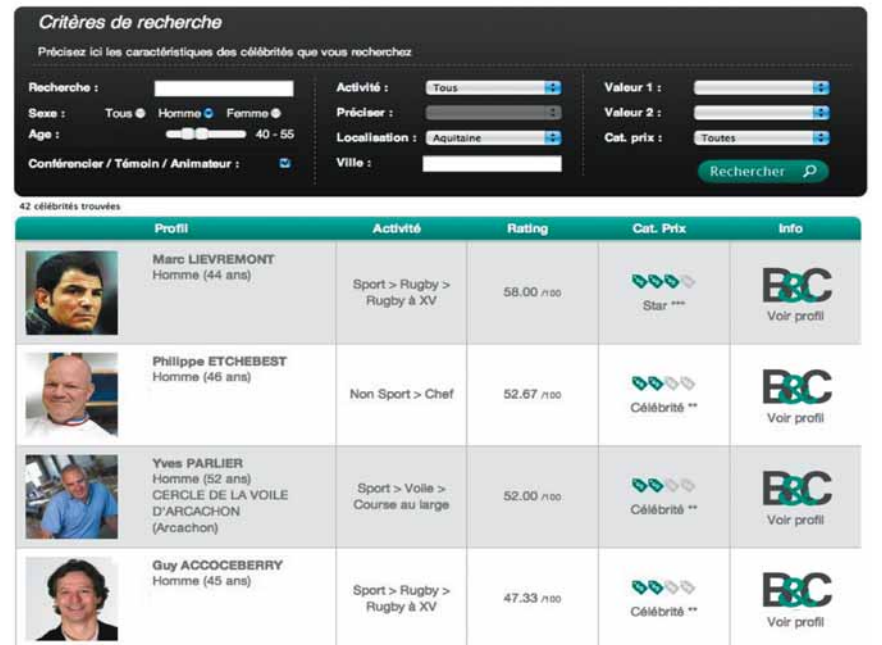 Critères de recherche
Précisez ici les caractéristiques des célébrités que vous recherchez
Recherche :
Sexe : Tous Homme Femme
Age : 40 - 55
Conférencier / Témoin / Animateur :
Activité : Tous
Préciser :
Localisation : Aquitaine
Ville :
Valeur 1 :
Valeur 2 :
Cat. prix : Toutes
Rechercher
42 célébrités trouvées
Profil Activité Rating Cat. Prix Info
Marc LIEVREMONT
Homme (44 ans)
Sport > Rugby >
Rugby à XV
58.00 /100
Star ***
B&C
Voir profil
Philippe ETCHEBEST
Homme (46 ans)
Non Sport > Chef
52.67 /100
Célébrité **
B&C
Voir profil
Yves PARLIER
Homme (52 ans)
CERCLE DE LA VOILE
D'ARCACHON
(Arcachon)
Sport > Voile >
Course au large
52.00 /100
Célébrité **
B&C
Voir profil
Guy ACCOCEBERRY
Homme (45 ans)
Sport > Rugby >
Rugby à XV
47.33 /100
Célébrité **
B&C
Voir profil